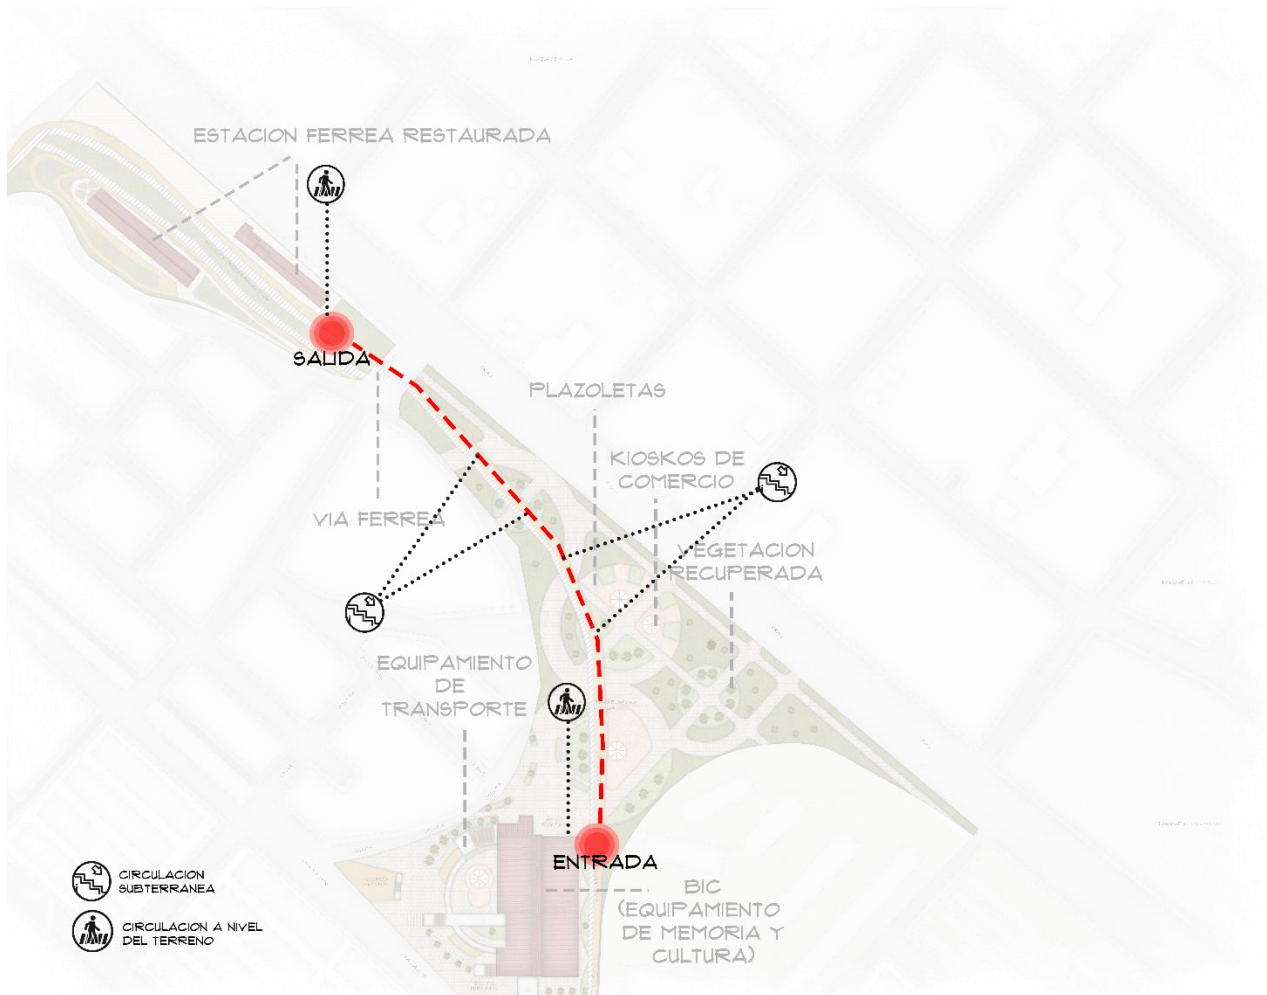 ESTACION FERREA RESTAURADA
SALIDA
PLAZOLETAS
KIOSKOS DE
COMERCIO
VIA FERREA
VEGETACION
RECUPERADA
EQUIPAMIENTO
DE
TRANSPORTE
ENTRADA
BIC
(EQUIPAMIENTO
DE MEMORIA Y
CULTURA)
CIRCULACION
SUBTERRANEA
CIRCULACION A NIVEL
DEL TERRENO